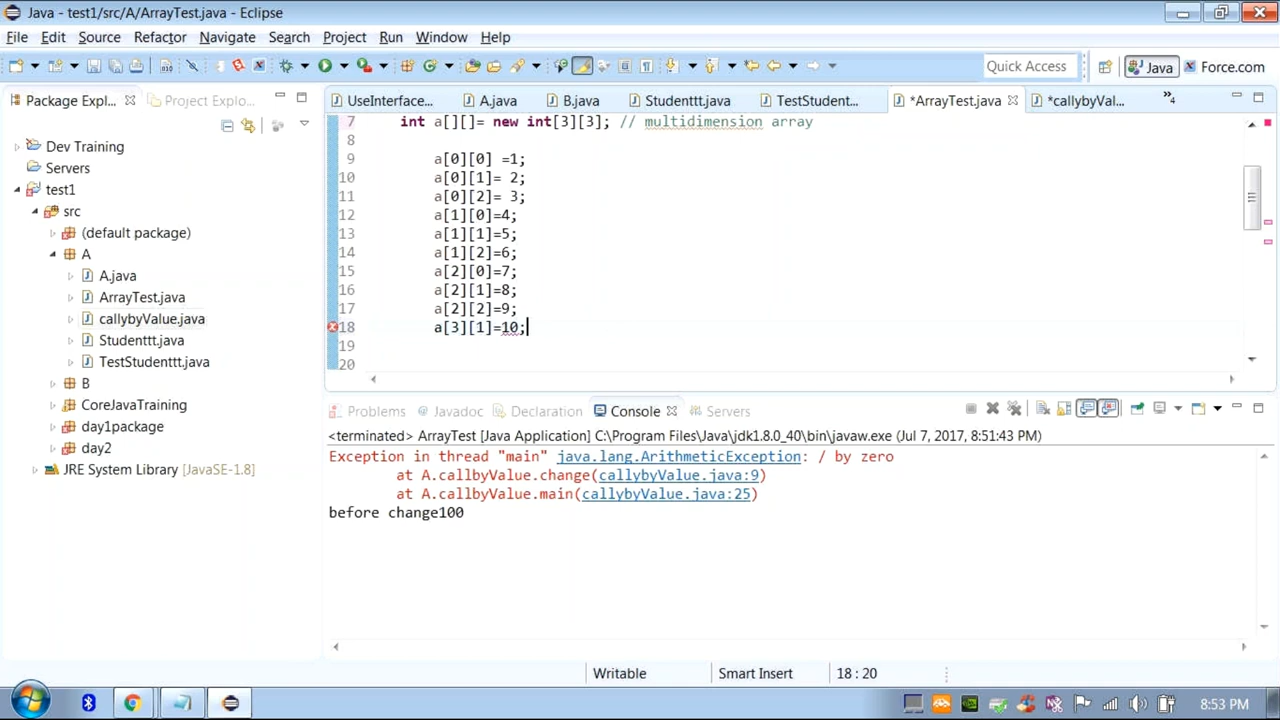 Java - test1/src/A/ArrayTest.java - Eclipse
File Edit Source Refactor Navigate Search Project Run Window Help
Quick Access Java Force.com
Package Expl... Project Explo...
UseInterface... A.java B.java Studenttt.java TestStudent... *ArrayTest.java *callybyVal... »4
Dev Training
Servers
test1
src
(default package)
A
A.java
ArrayTest.java
callybyValue.java
Studenttt.java
TestStudenttt.java
B
CoreJavaTraining
day1package
day2
JRE System Library [JavaSE-1.8]
7 int a[][]= new int[3][3]; // multidimension array
8
9 a[0][0] =1;
10 a[0][1]= 2;
11 a[0][2]= 3;
12 a[1][0]=4;
13 a[1][1]=5;
14 a[1][2]=6;
15 a[2][0]=7;
16 a[2][1]=8;
17 a[2][2]=9;
18 a[3][1]=10;
19
20
Problems Javadoc Declaration Console Servers
<terminated> ArrayTest [Java Application] C:\Program Files\Java\jdk1.8.0_40\bin\javaw.exe (Jul 7, 2017, 8:51:43 PM)
Exception in thread "main" java.lang.ArithmeticException: / by zero
at A.callbyValue.change(callybyValue.java:9)
at A.callbyValue.main(callybyValue.java:25)
before change100
Writable Smart Insert 18 : 20
8:53 PM